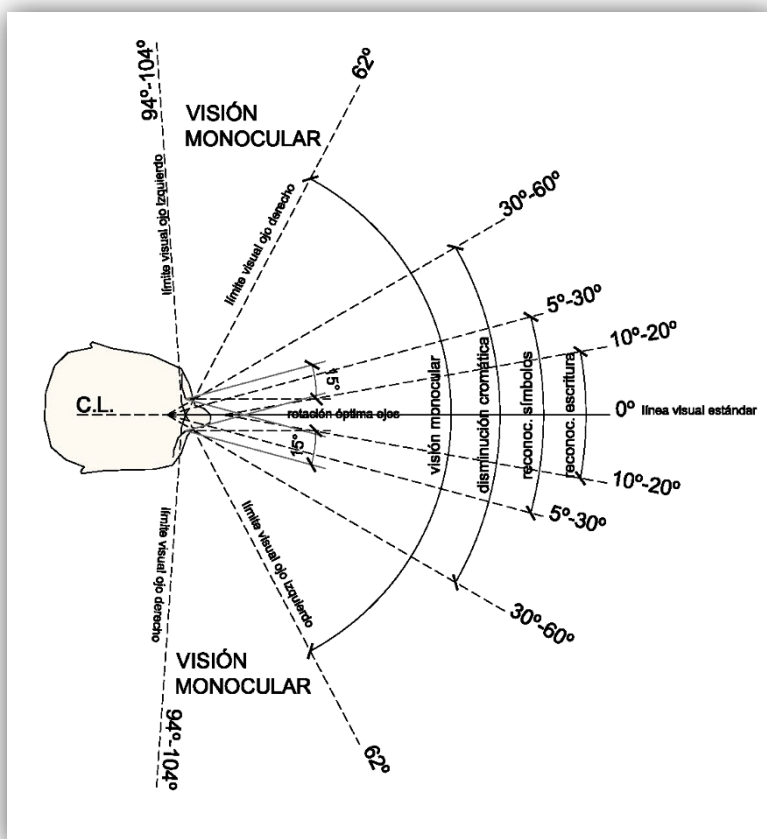 94º-104º
VISIÓN
MONOCULAR
62º
límite visual ojo izquierdo
límite visual ojo derecho
30º-60º
5º-30º
10º-20º
15º
C.L.
rotación óptima ojos
visión monocular
disminución cromática
reconoc. símbolos
reconoc. escritura
0º línea visual estándar
15º
10º-20º
5º-30º
límite visual ojo derecho
límite visual ojo izquierdo
30º-60º
VISIÓN
MONOCULAR
94º-104º
62º